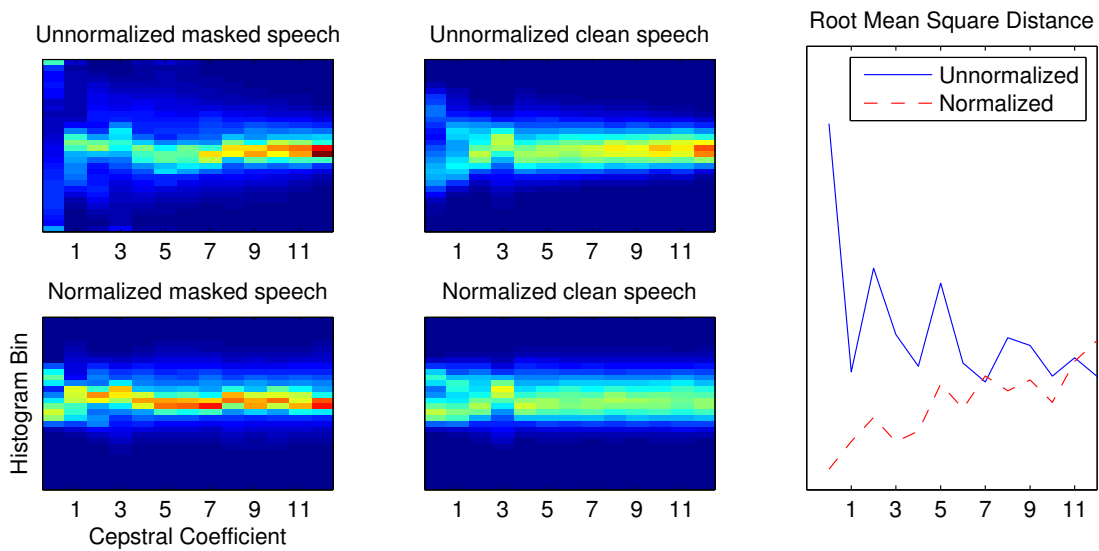 Unnormalized masked speech
1 3 5 7 9 11
Unnormalized clean speech
1 3 5 7 9 11
Normalized masked speech
Histogram Bin
1 3 5 7 9 11
Cepstral Coefficient
Normalized clean speech
1 3 5 7 9 11
Root Mean Square Distance
Unnormalized
Normalized
1 3 5 7 9 11